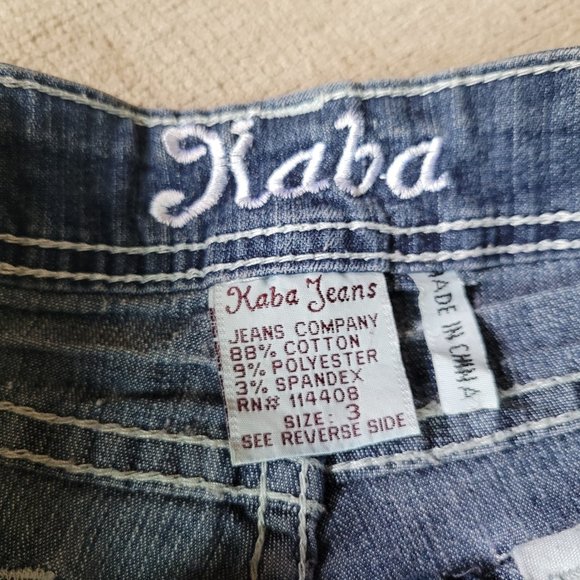 Kaba
Kaba Jeans
JEANS COMPANY
88% COTTON
9% POLYESTER
3% SPANDEX
RN# 114408
SIZE: 3
SEE REVERSE SIDE
MADE IN CHINA